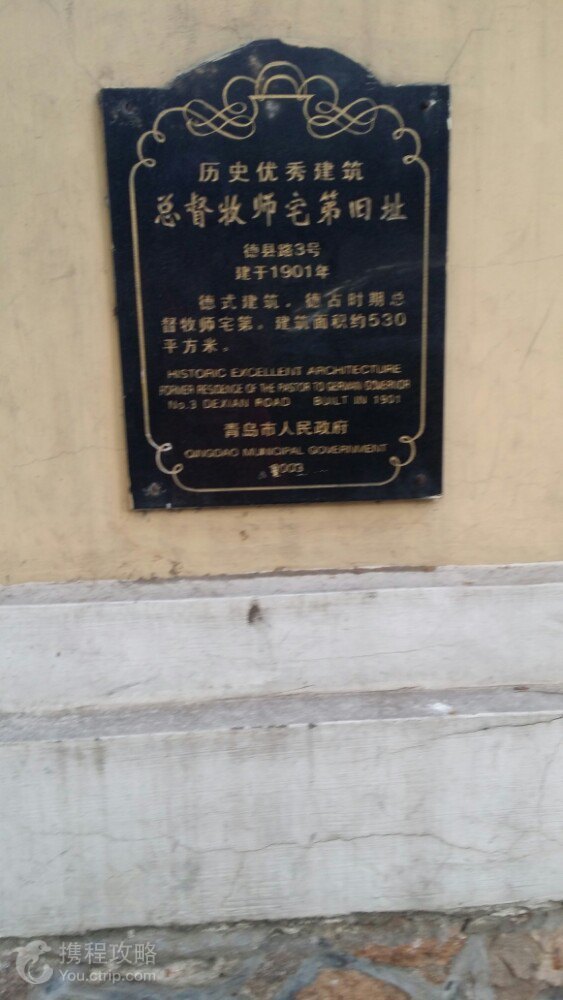 历史优秀建筑
总督牧师宅第旧址
德县路3号
建于1901年
德式建筑，德占时期总
督牧师宅第，建筑面积约530
平方米。
HISTORIC EXCELLENT ARCHITECTURE
FORMER RESIDENCE OF THE PASTOR TO GERMAN GOVERNOR
No.3 DEXIAN ROAD BUILT IN 1901
青岛市人民政府
QINGDAO MUNICIPAL GOVERNMENT
携程攻略
You.ctrip.com